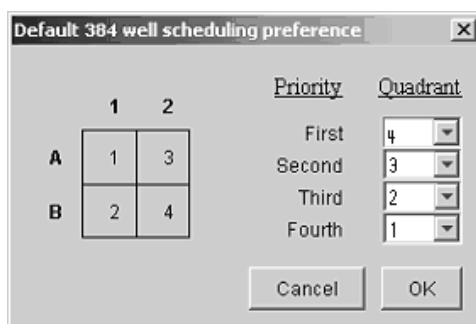 Default 384 well scheduling preference
Priority Quadrant
1 2
A 1 3
B 2 4
First 4
Second 3
Third 2
Fourth 1
Cancel OK